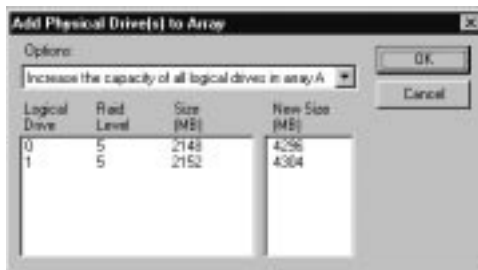 Add Physical Drive(s) to Array
Options:
OK
Increase the capacity of all logical drives in array A
Cancel
Logical Drive Raid Level Size (MB) New Size (MB)
0 5 2148 4296
1 5 2152 4304